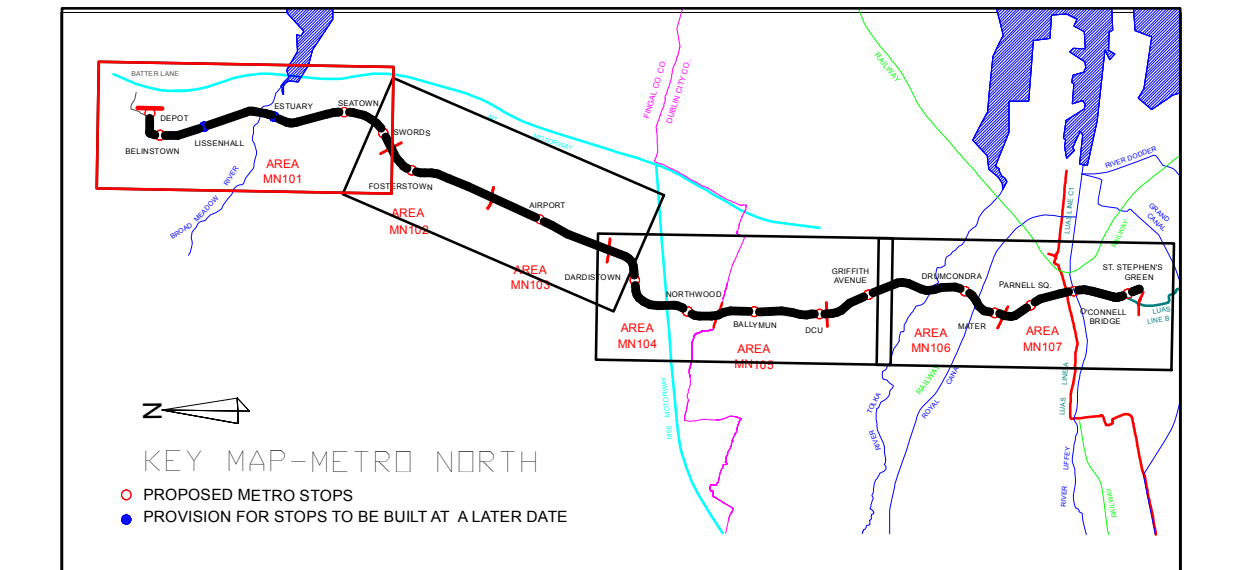 BATTER LANE
DEPOT
BELINSTOWN
LISSENHALL
ESTUARY
SEATOWN
SWORDS
FOSTERSTOWN
AREA
MN101
BROAD MEADOW RIVER
AREA
MN102
AIRPORT
AREA
MN103
DARDISTOWN
MOTORWAY
FINGAL CO. CO.
DUBLIN CITY CO.
RAILWAY
NORTHWOOD
AREA
MN104
BALLYMUN
AREA
MN105
DCU
GRIFFITH
AVENUE
M50 MOTORWAY
DRUMCONDRA
MATER
AREA
MN106
PARNELL SQ.
AREA
MN107
O'CONNELL
BRIDGE
ST. STEPHEN'S
GREEN
LUAS
LINE B
LUAS LINE C1
RIVER DODDER
GRAND
CANAL
RAILWAY
RAILWAY
ROYAL CANAL
RIVER TOLKA
LUAS LINE A
RIVER LIFFEY
RAILWAY
N
KEY MAP-METRO NORTH
PROPOSED METRO STOPS
PROVISION FOR STOPS TO BE BUILT AT A LATER DATE